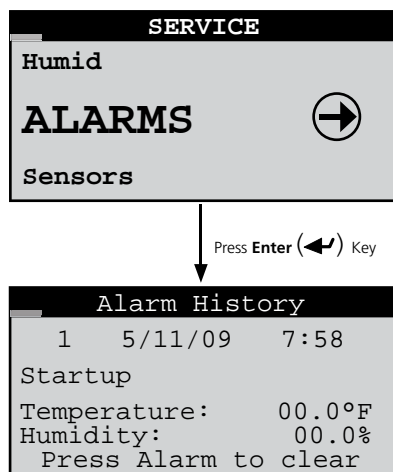 SERVICE
Humid
ALARMS
Sensors
Press Enter (↵) Key
Alarm History
1 5/11/09 7:58
Startup
Temperature: 00.0°F
Humidity: 00.0%
Press Alarm to clear